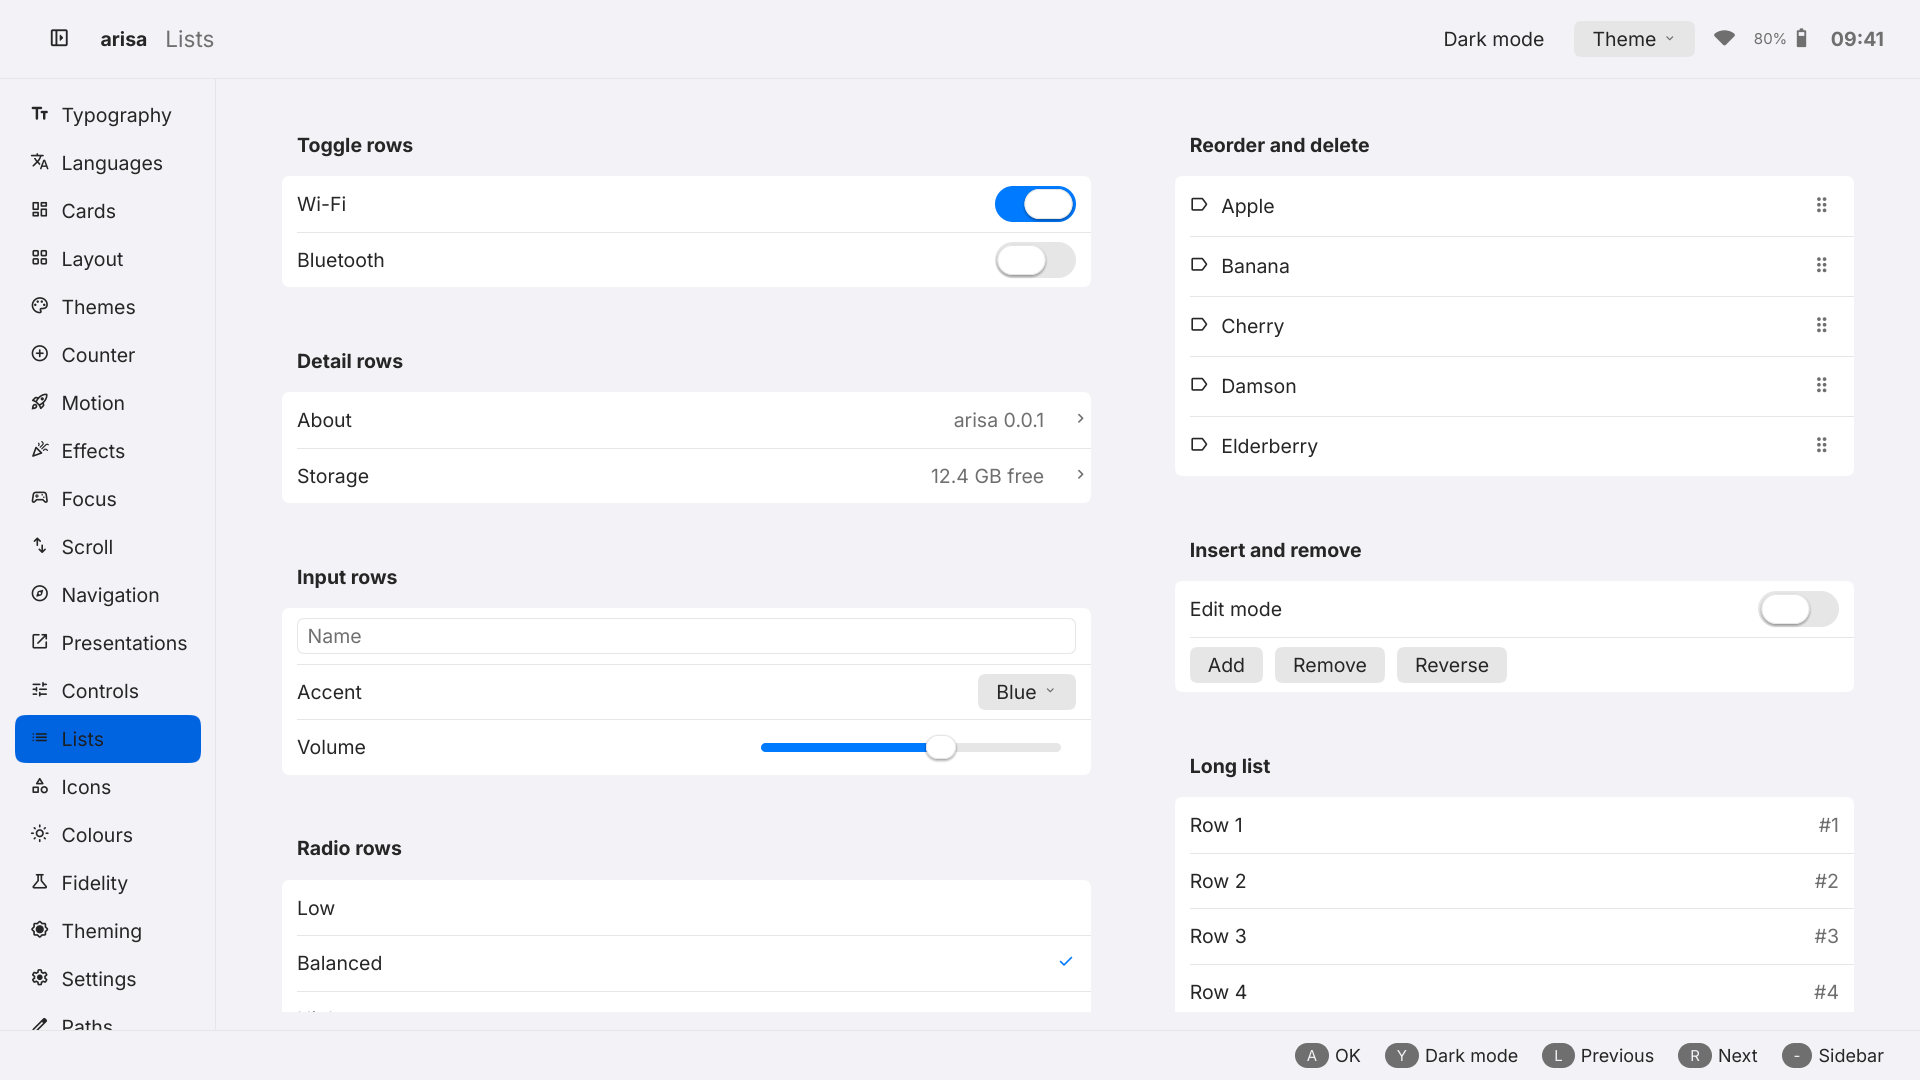 arisa Lists
Dark mode
Theme
80%
09:41
Typography
Languages
Cards
Layout
Themes
Counter
Motion
Effects
Focus
Scroll
Navigation
Presentations
Controls
Lists
Icons
Colours
Fidelity
Theming
Settings
Paths
Toggle rows
Wi-Fi
Bluetooth
Detail rows
About arisa 0.0.1
Storage 12.4 GB free
Input rows
Name
Accent Blue
Volume
Radio rows
Low
Balanced
Reorder and delete
Apple
Banana
Cherry
Damson
Elderberry
Insert and remove
Edit mode
Add Remove Reverse
Long list
Row 1 #1
Row 2 #2
Row 3 #3
Row 4 #4
A OK Y Dark mode L Previous R Next - Sidebar